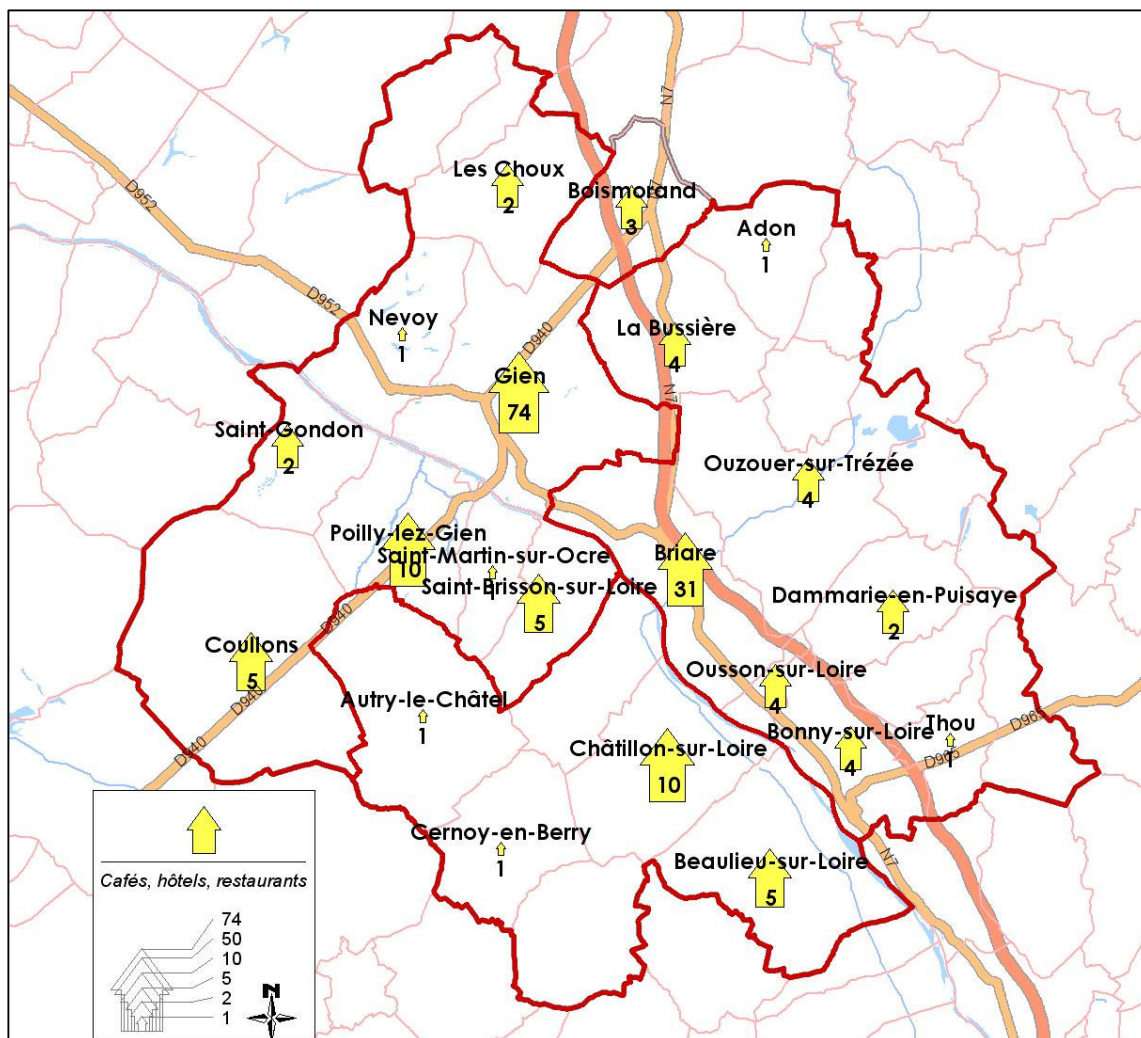 N7
Les Choux
2
Boismorand
3
7
D952
Adon
1
D952
Nevoy
1
D940
La Bussière
4
Gien
74
N7
Saint-Gondon
2
Ouzouer-sur-Trézée
4
Poilly-lez-Gien
10
Saint-Martin-sur-Ocre
1
Saint-Brisson-sur-Loire
5
Briare
31
Dammarie-en-Puisaye
2
D940
Coullons
5
D940
Ousson-sur-Loire
4
Autry-le-Châtel
1
Bonny-sur-Loire
4
Thou
1
D965
D965
D940
Châtillon-sur-Loire
10
Cernoy-en-Berry
1
Beaulieu-sur-Loire
5
N7
Cafés, hôtels, restaurants
74
50
10
5
2
1
N